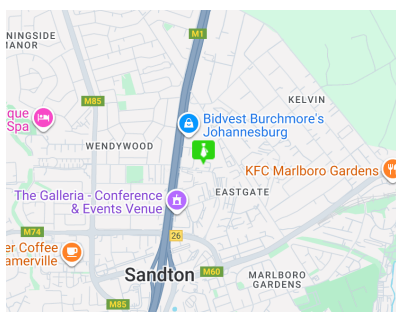 NINGSIDE
IANOR
M1
M85
KELVIN
que
Spa
Bidvest Burchmore's
Johannesburg
WENDYWOOD
KFC Marlboro Gardens
EASTGATE
The Galleria - Conference
& Events Venue
M74
26
er Coffee
amerville
Sandton
M60
MARLBORO
GARDENS
M85